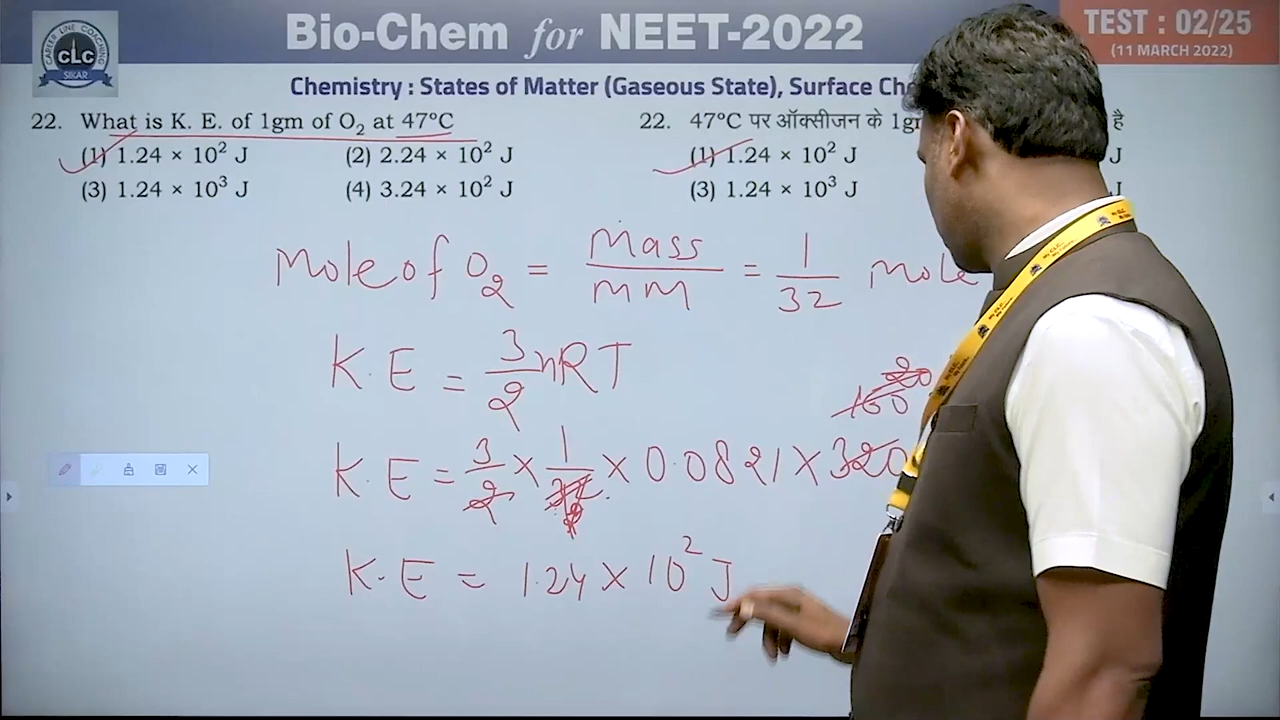 Bio-Chem for NEET-2022
TEST : 02/25
(11 MARCH 2022)
CAREER LINE COACHING
CLC
SIKAR
Chemistry : States of Matter (Gaseous State), Surface
22. What is K. E. of 1gm of O₂ at 47°C
(1) 1.24 × 10² J (2) 2.24 × 10² J
(3) 1.24 × 10³ J (4) 3.24 × 10² J
22. 47°C पर ऑक्सीजन के है
(1) 1.24 × 10² J J
(3) 1.24 × 10³ J J
Mole of O₂ = Mass/MM = 1/32 mole
K.E = 3/2 nRT
K.E = 3/2 × 1/32 × 0.0821 × 320
K.E = 1.24 × 10² J